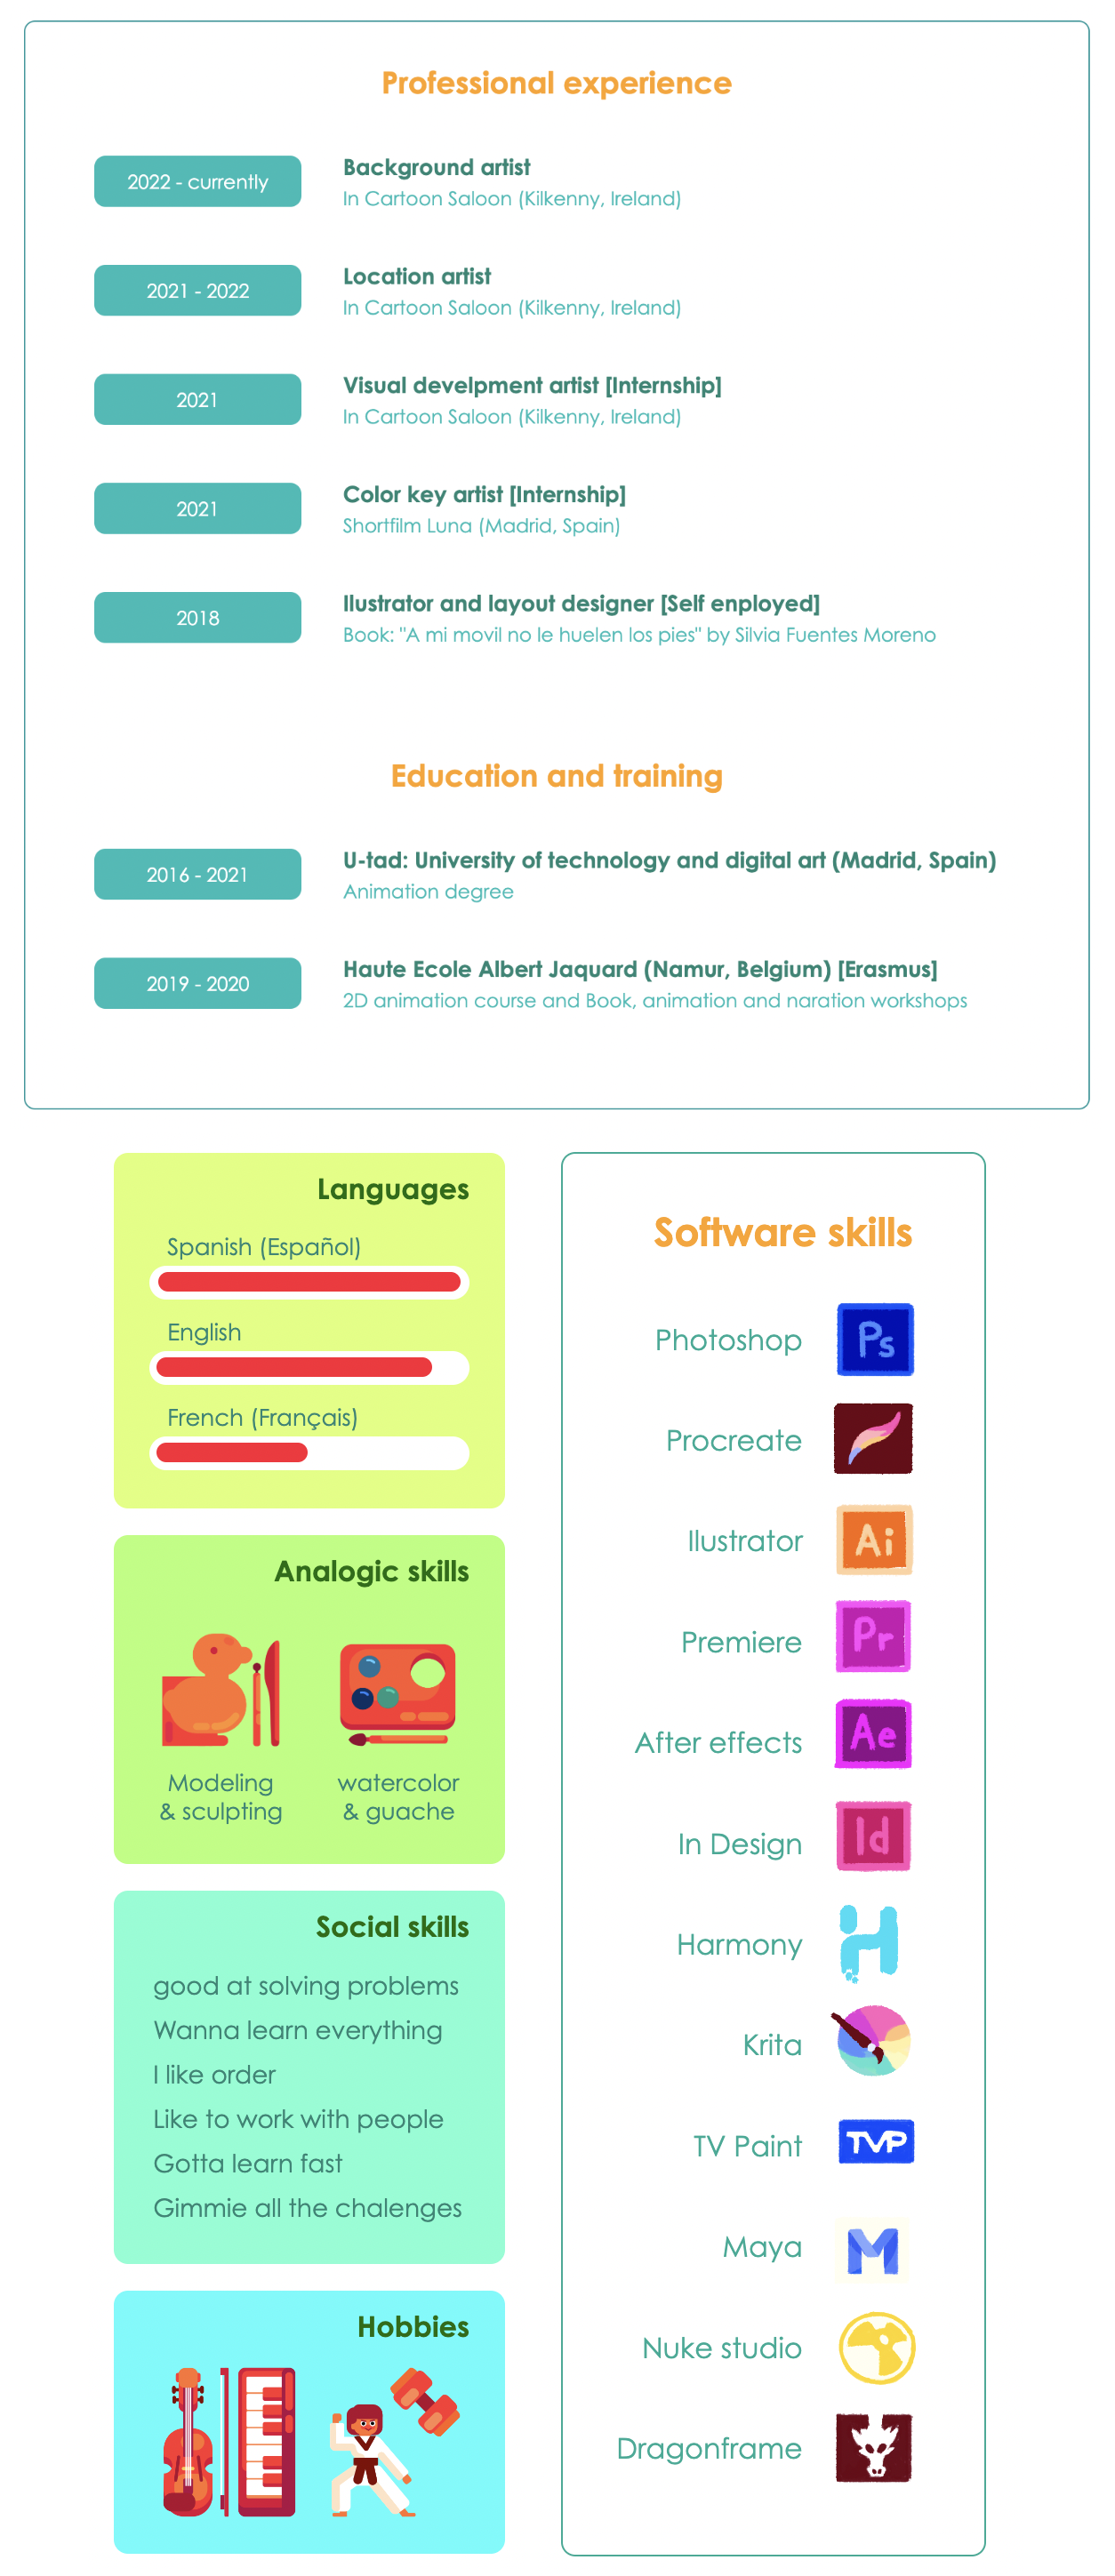 Professional experience
2022 - currently
Background artist
In Cartoon Saloon (Kilkenny, Ireland)
2021 - 2022
Location artist
In Cartoon Saloon (Kilkenny, Ireland)
2021
Visual develpment artist [Internship]
In Cartoon Saloon (Kilkenny, Ireland)
2021
Color key artist [Internship]
Shortfilm Luna (Madrid, Spain)
2018
Ilustrator and layout designer [Self enployed]
Book: "A mi movil no le huelen los pies" by Silvia Fuentes Moreno
Education and training
2016 - 2021
U-tad: University of technology and digital art (Madrid, Spain)
Animation degree
2019 - 2020
Haute Ecole Albert Jaquard (Namur, Belgium) [Erasmus]
2D animation course and Book, animation and naration workshops
Languages
Spanish (Español)
English
French (Français)
Analogic skills
Modeling
& sculpting
watercolor
& guache
Social skills
good at solving problems
Wanna learn everything
I like order
Like to work with people
Gotta learn fast
Gimmie all the chalenges
Hobbies
Software skills
Photoshop
Ps
Procreate
Ilustrator
Ai
Premiere
Pr
After effects
Ae
In Design
Id
Harmony
Krita
TV Paint
TVP
Maya
M
Nuke studio
Dragonframe